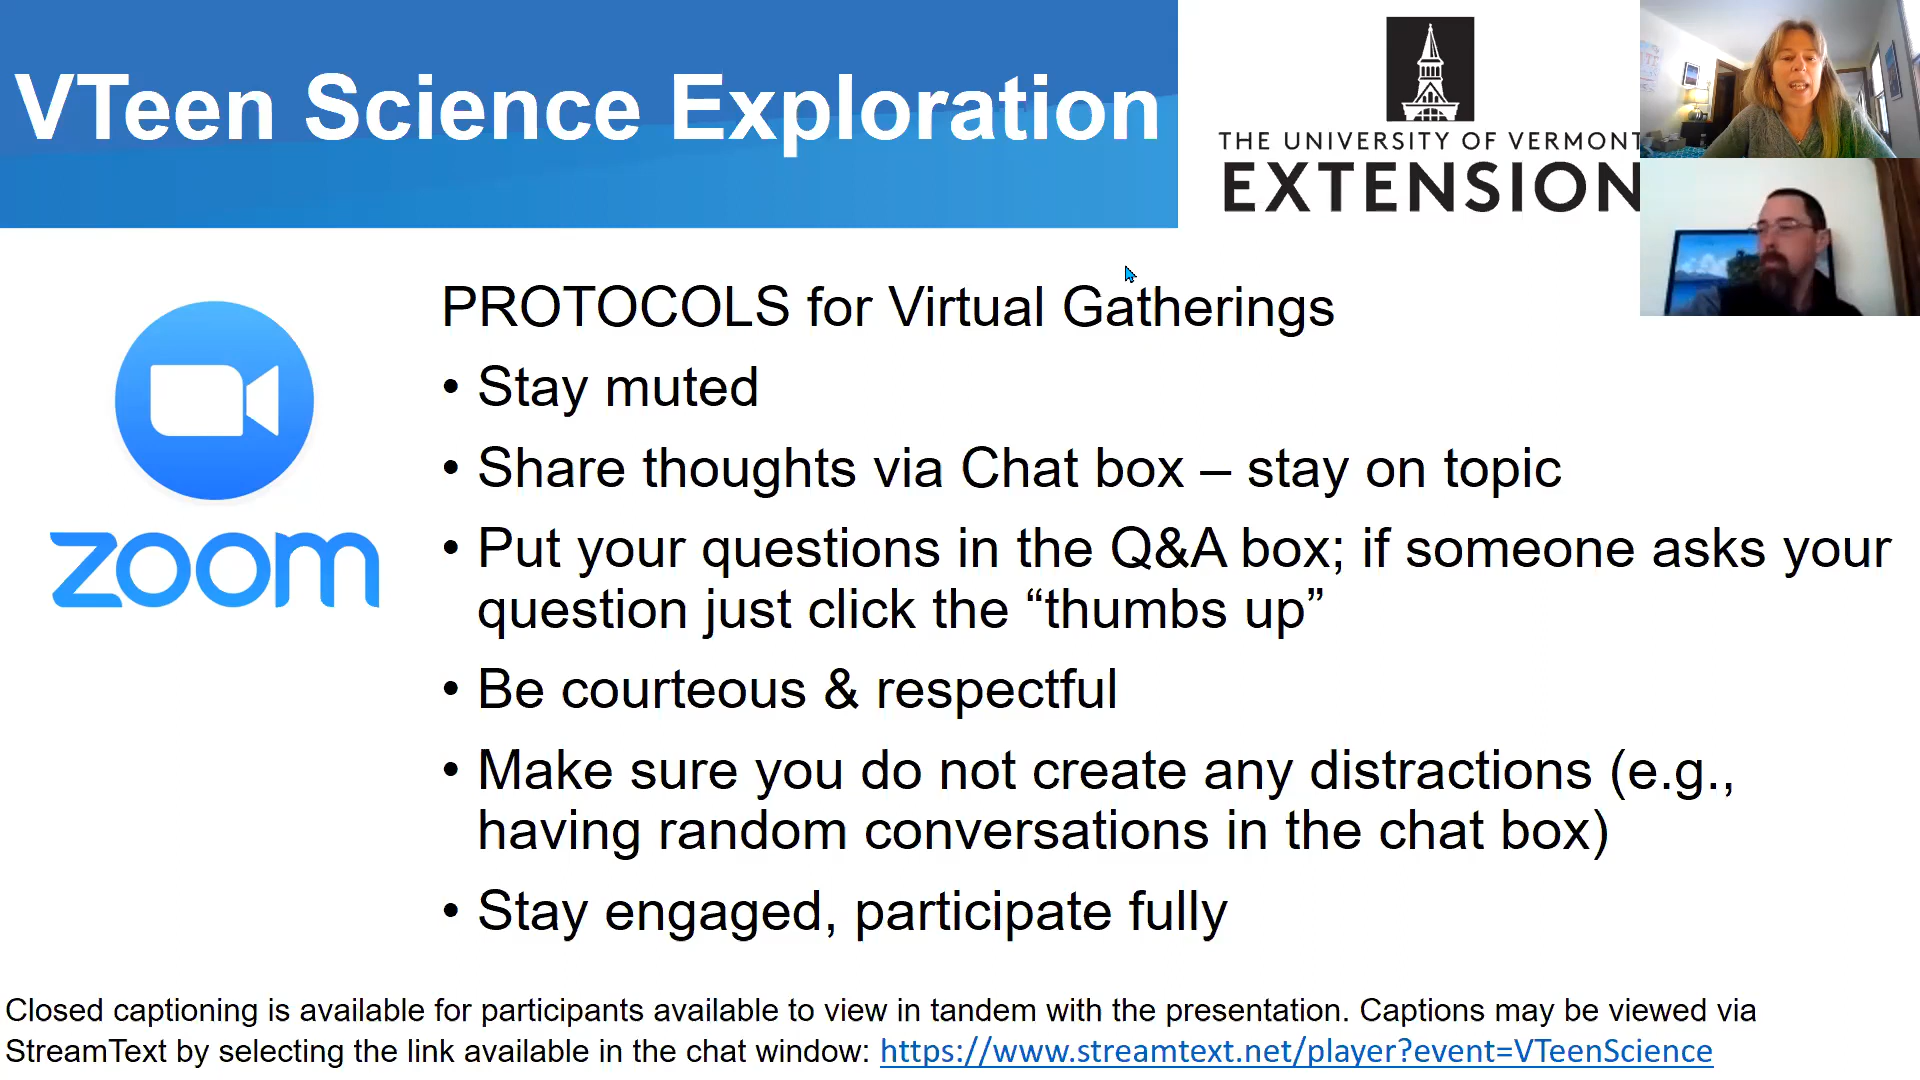 VTeen Science Exploration
THE UNIVERSITY OF VERMONT
EXTENSION
zoom
PROTOCOLS for Virtual Gatherings
• Stay muted
• Share thoughts via Chat box – stay on topic
• Put your questions in the Q&A box; if someone asks your
question just click the “thumbs up”
• Be courteous & respectful
• Make sure you do not create any distractions (e.g.,
having random conversations in the chat box)
• Stay engaged, participate fully
Closed captioning is available for participants available to view in tandem with the presentation. Captions may be viewed via
StreamText by selecting the link available in the chat window: https://www.streamtext.net/player?event=VTeenScience